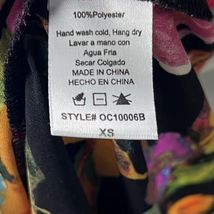 100%Polyester
Hand wash cold, Hang dry
Lavar a mano con
Agua Fria
Secar Colgado
MADE IN CHINA
HECHO EN CHINA
STYLE# OC10006B
XS